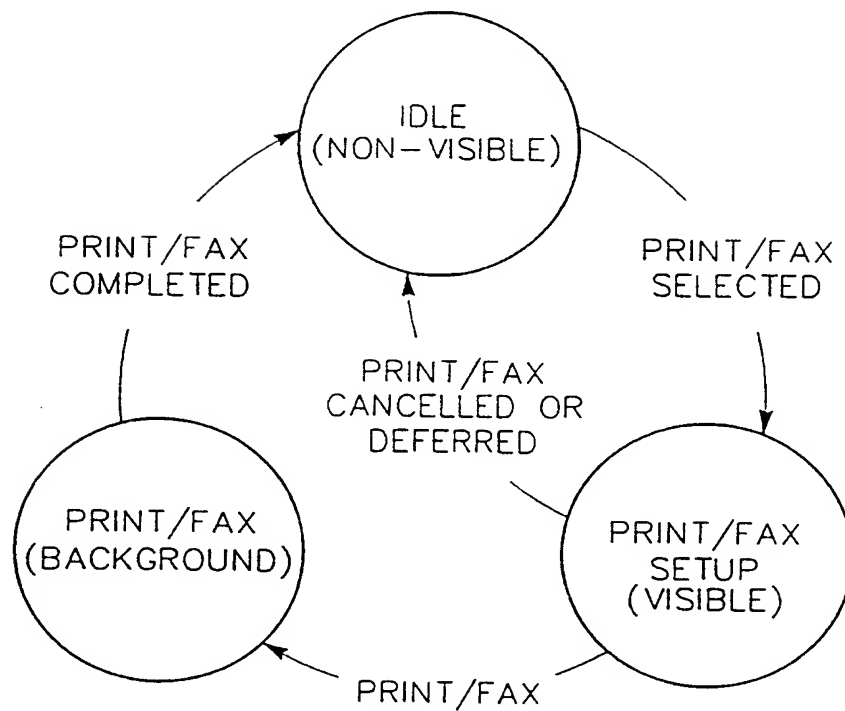 IDLE
(NON-VISIBLE)
PRINT/FAX
COMPLETED
PRINT/FAX
SELECTED
PRINT/FAX
CANCELLED OR
DEFERRED
PRINT/FAX
(BACKGROUND)
PRINT/FAX
SETUP
(VISIBLE)
PRINT/FAX